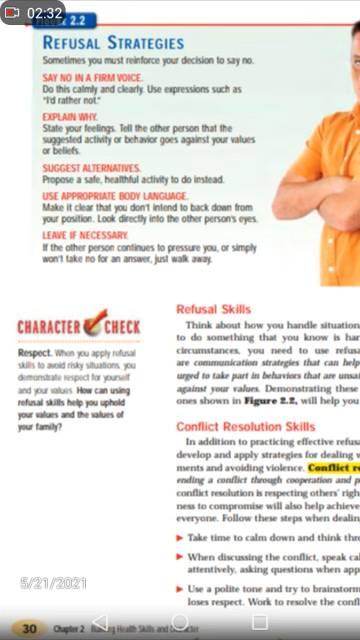 02:32
2.2
REFUSAL STRATEGIES
Sometimes you must reinforce your decision to say no.
SAY NO IN A FIRM VOICE.
Do this calmly and clearly. Use expressions such as
"I'd rather not."
EXPLAIN WHY.
State your feelings. Tell the other person that the
suggested activity or behavior goes against your values
or beliefs.
SUGGEST ALTERNATIVES.
Propose a safe, healthful activity to do instead.
USE APPROPRIATE BODY LANGUAGE.
Make it clear that you don't intend to back down from
your position. Look directly into the other person's eyes.
LEAVE IF NECESSARY.
If the other person continues to pressure you, or simply
won't take no for an answer, just walk away.
CHARACTER CHECK
Respect. When you apply refusal
skills to avoid risky situations, you
demonstrate respect for yourself
and your values. How can using
refusal skills help you uphold
your values and the values of
your family?
Refusal Skills
Think about how you handle situation
to do something that you know is har
circumstances, you need to use refusa
are communication strategies that can help
urged to take part in behaviors that are unsa
against your values. Demonstrating these
ones shown in Figure 2.2, will help you
Conflict Resolution Skills
In addition to practicing effective refusa
develop and apply strategies for dealing w
ments and avoiding violence. Conflict re
ending a conflict through cooperation and p
conflict resolution is respecting others' righ
ness to compromise will also help achieve
everyone. Follow these steps when dealin
Take time to calm down and think thr
When discussing the conflict, speak cal
attentively, asking questions when app
Use a polite tone and try to brainstorm
loses respect. Work to resolve the confl
5/21/2021
30 Chapter 2 Building Health Skills and Character